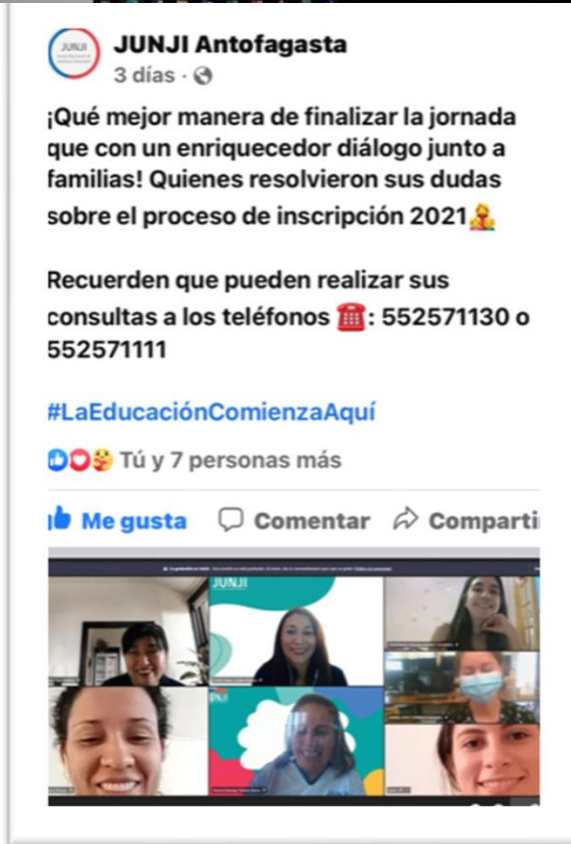 JUNJI
JUNJI Antofagasta
3 días ·
¡Qué mejor manera de finalizar la jornada
que con un enriquecedor diálogo junto a
familias! Quienes resolvieron sus dudas
sobre el proceso de inscripción 2021
Recuerden que pueden realizar sus
consultas a los teléfonos : 552571130 o
552571111
#LaEducaciónComienzaAquí
Tú y 7 personas más
Me gusta Comentar Comparti
JUNJI